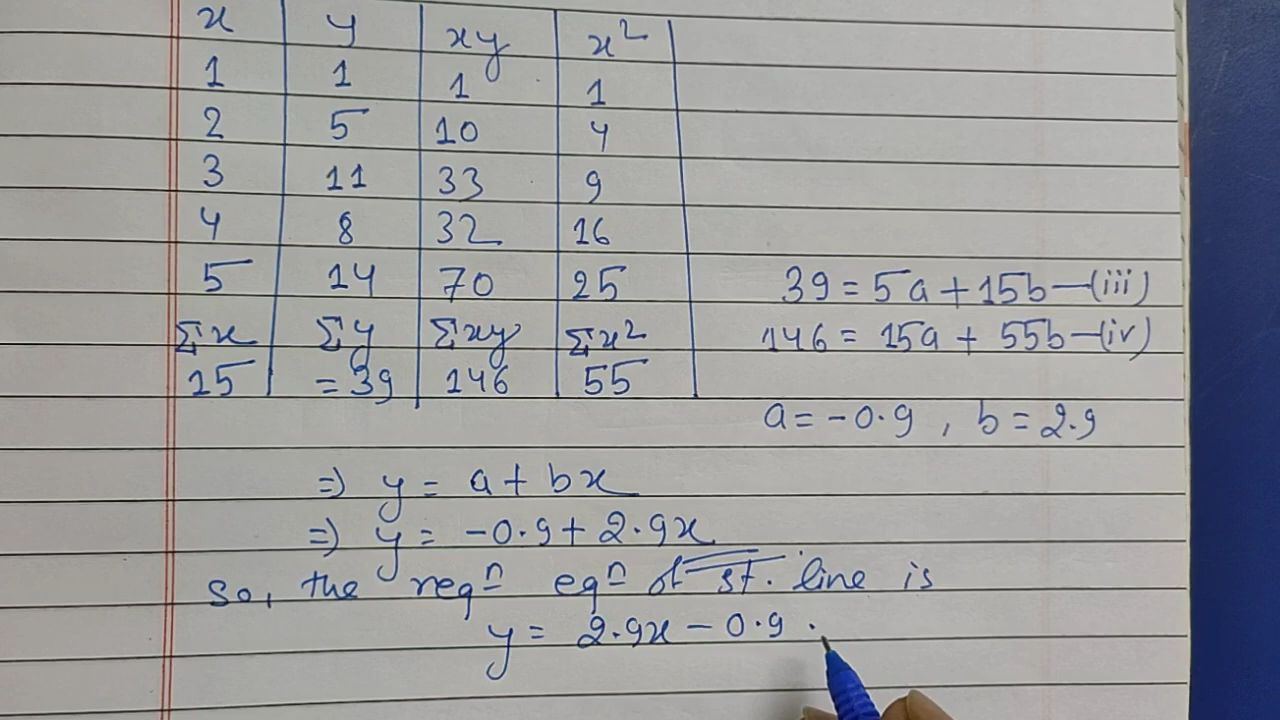 x y xy x²
1 1 1 1
2 5 10 4
3 11 33 9
4 8 32 16
5 14 70 25
Σx Σy Σxy Σx²
15 = 39 146 55
39 = 5a + 15b —(iii)
146 = 15a + 55b —(iv)
a = -0.9 , b = 2.9
⇒ y = a + bx
⇒ y = -0.9 + 2.9x
So, the reqⁿ eqⁿ of st. line is
y = 2.9x - 0.9 .